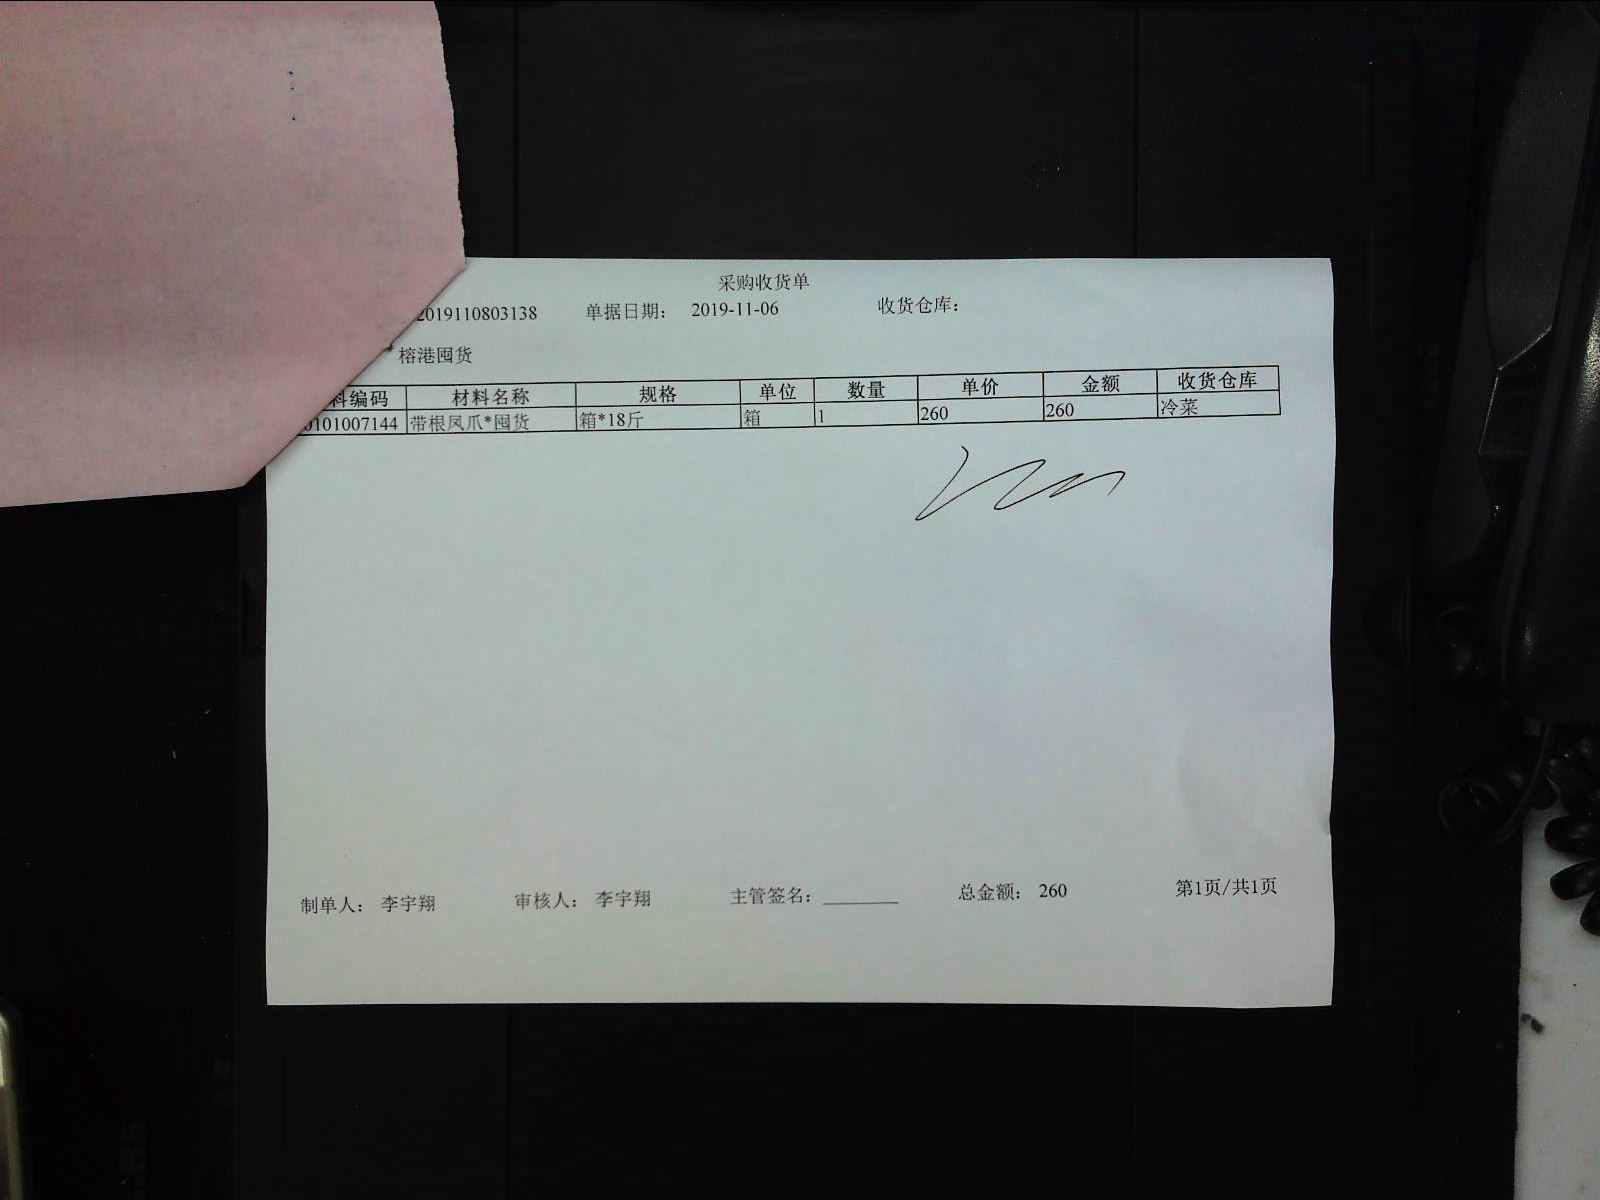 采购收货单
2019110803138 单据日期： 2019-11-06 收货仓库：
榕港囤货
料编码 材料名称 规格 单位 数量 单价 金额 收货仓库
0101007144 带根凤爪*囤货 箱*18斤 箱 1 260 260 冷菜
制单人： 李宇翔 审核人： 李宇翔 主管签名：________ 总金额： 260 第1页/共1页